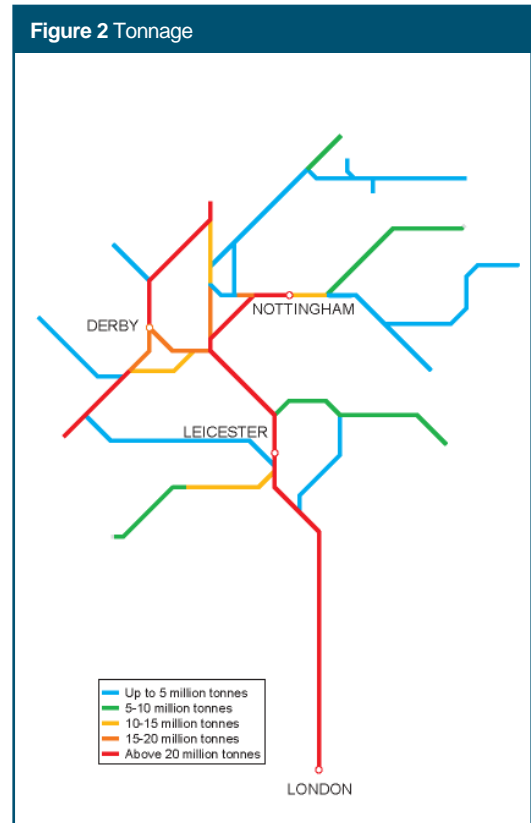 Figure 2 Tonnage
NOTTINGHAM
DERBY
LEICESTER
Up to 5 million tonnes
5-10 million tonnes
10-15 million tonnes
15-20 million tonnes
Above 20 million tonnes
LONDON